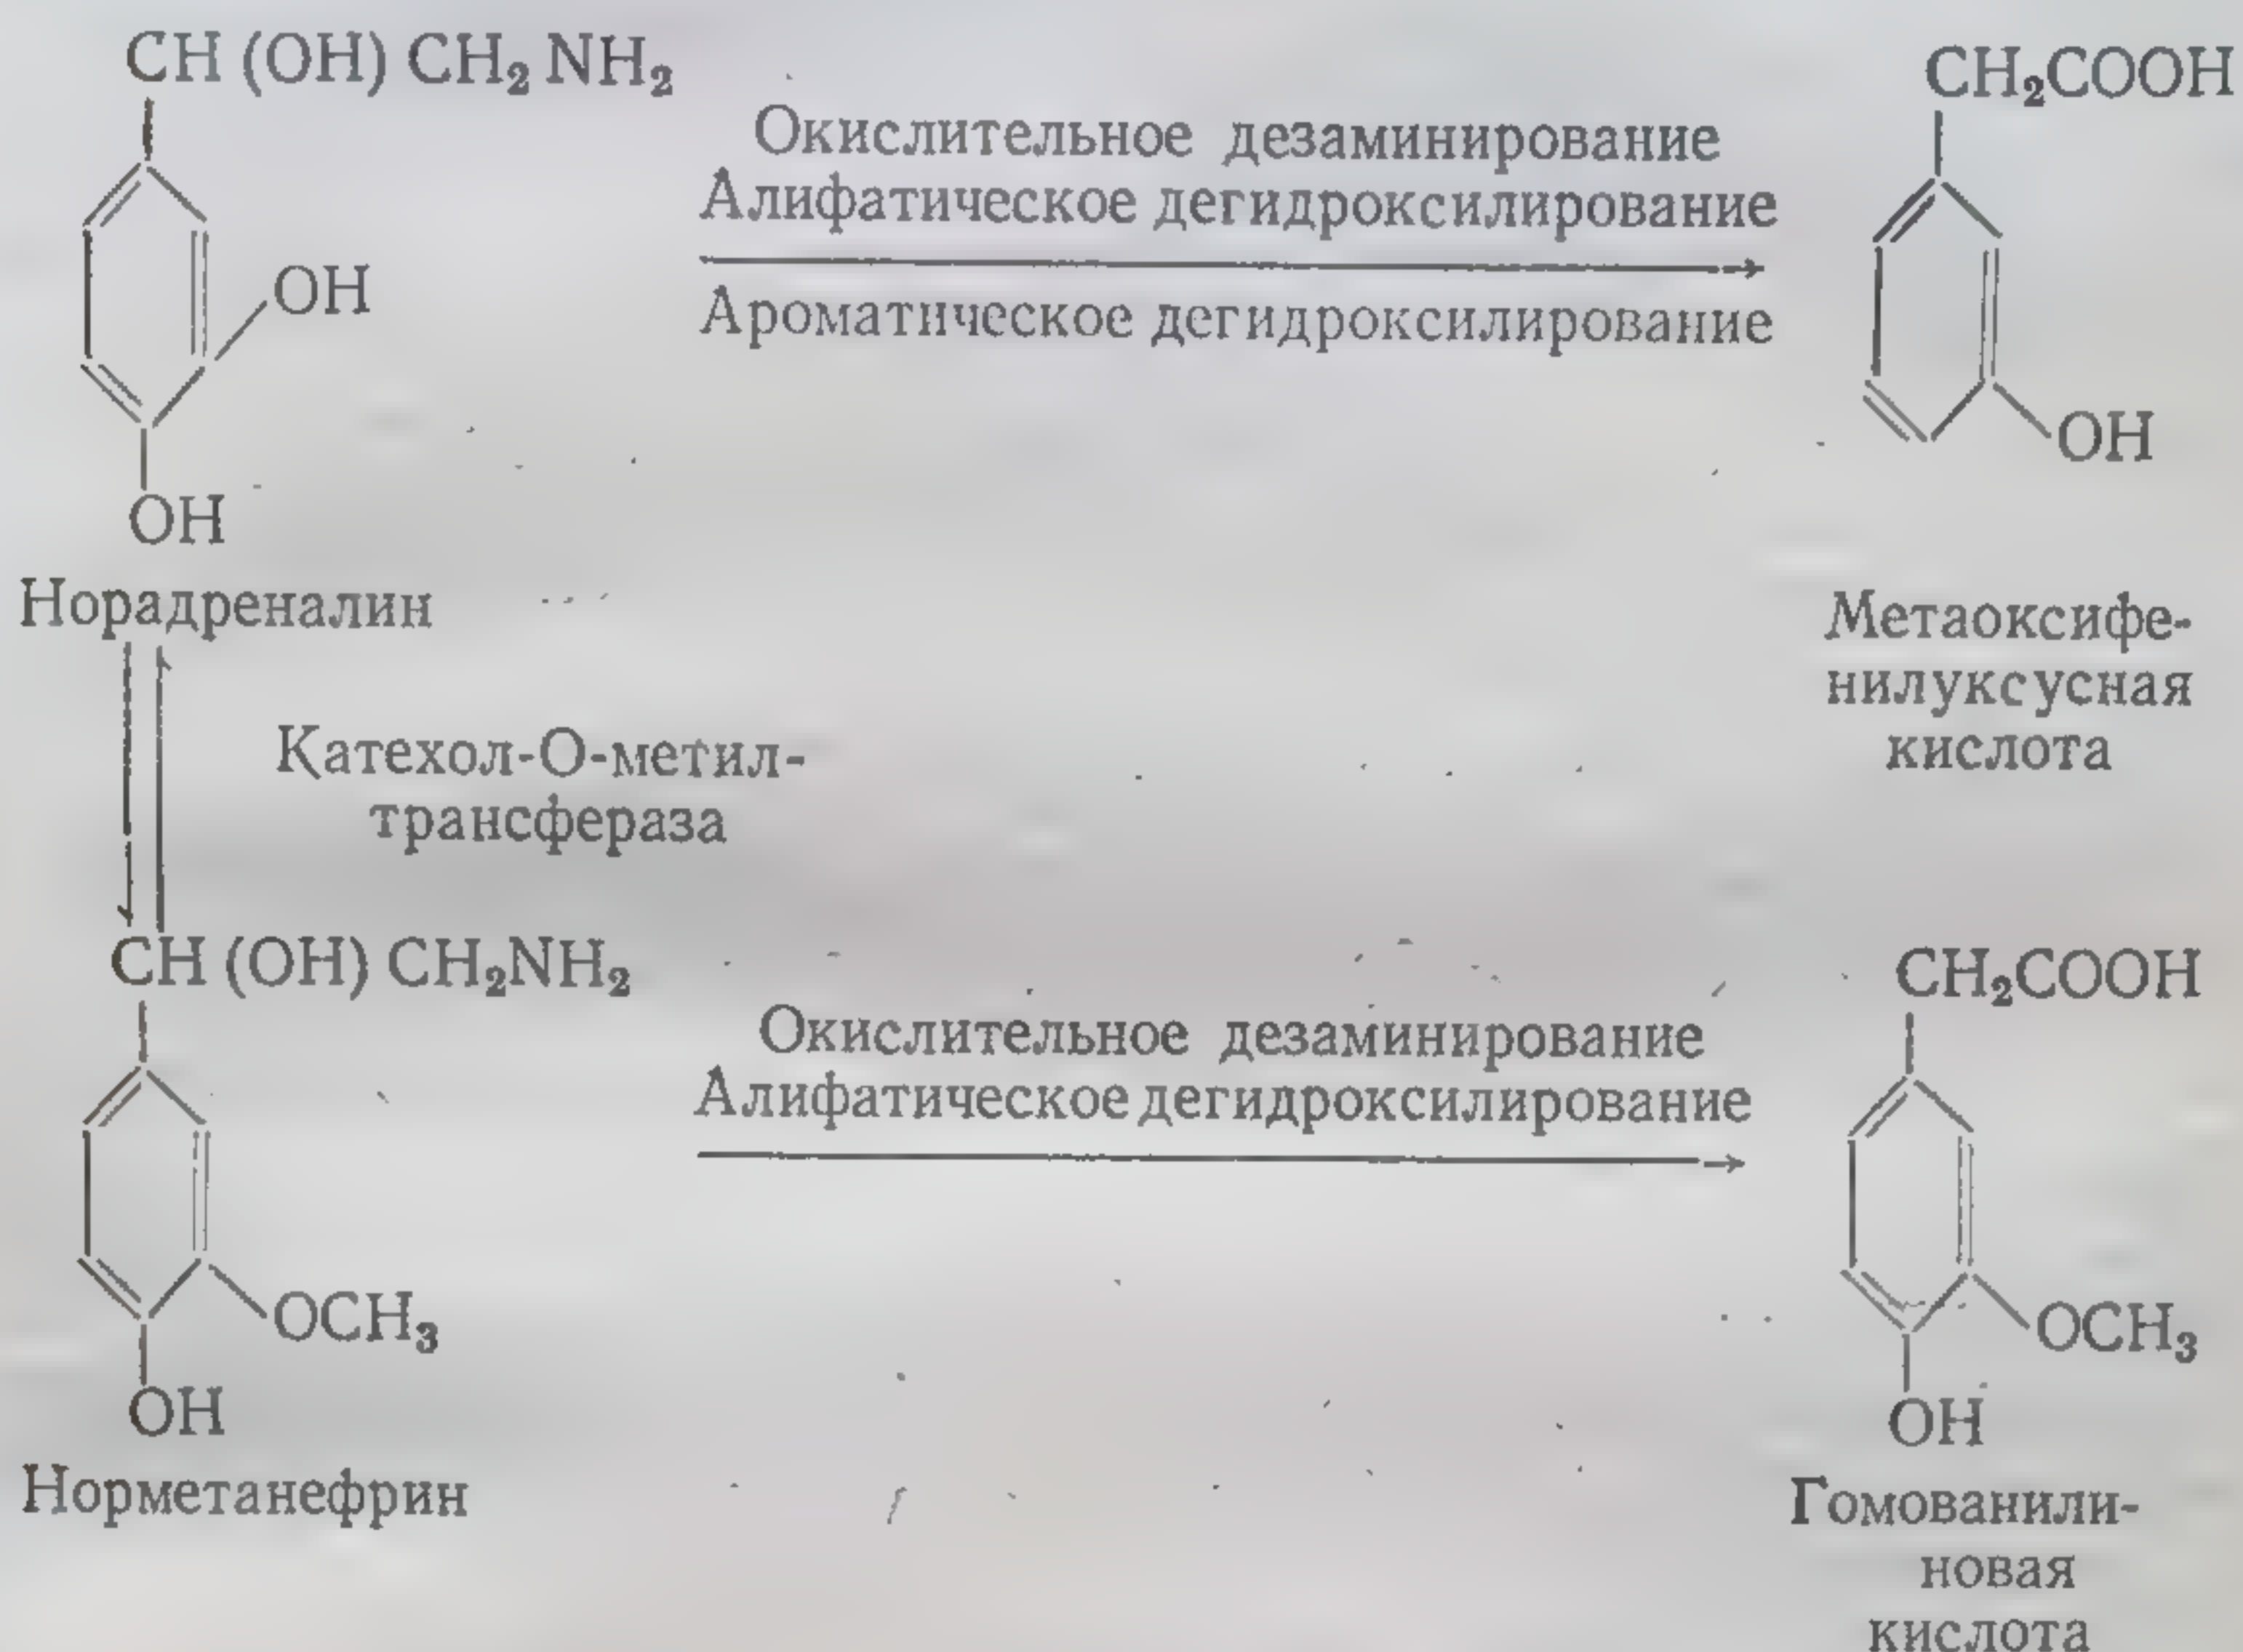 CH (OH) CH₂ NH₂
CH₂COOH
Окислительное дезаминирование
Алифатическое дегидроксилирование
Ароматическое дегидроксилирование
OH
OH
OH
Норадреналин
Метаоксифе-
нилуксусная
кислота
Катехол-О-метил-
трансфераза
CH (OH) CH₂NH₂
CH₂COOH
Окислительное дезаминирование
Алифатическое дегидроксилирование
OCH₃
OCH₃
OH
OH
Норметанефрин
Гомованили-
новая
кислота